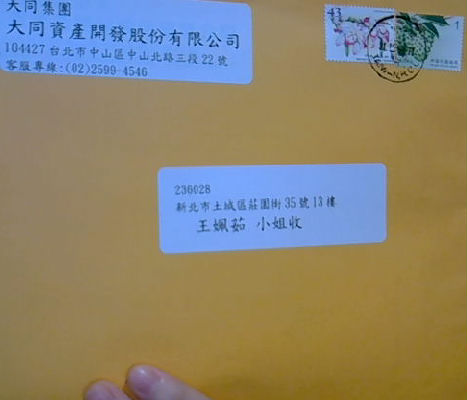 大同集團
大同資產開發股份有限公司
104427 台北市中山區中山北路三段22號
客服專線:(02)2599-4546
43
1
236028
新北市土城區莊園街35號13樓
王姵茹 小姐收